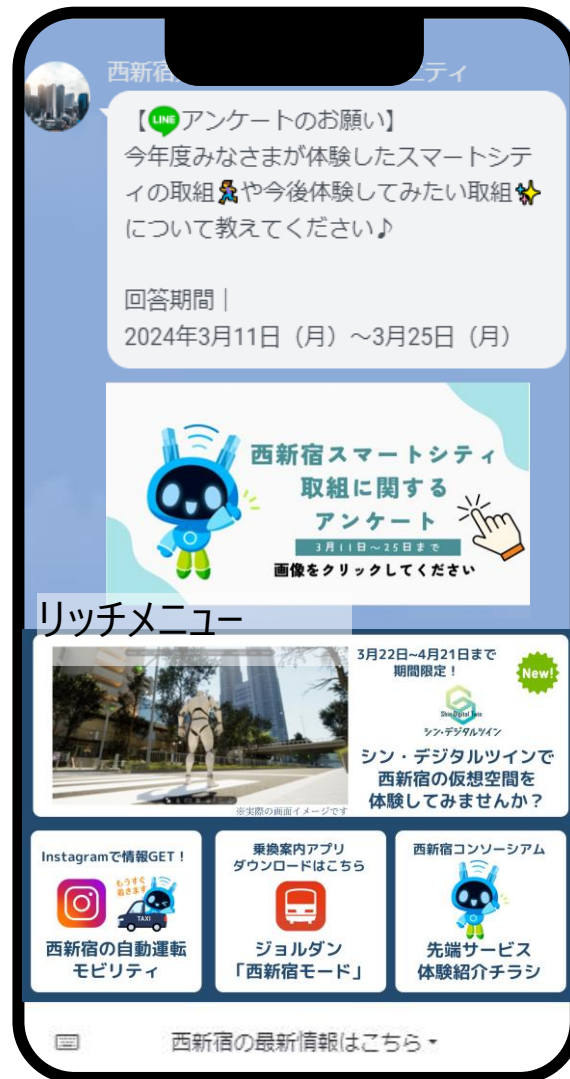 西新宿
ティ
【LINEアンケートのお願い】
今年度みなさまが体験したスマートシテ
ィの取組や今後体験してみたい取組
について教えてください♪
回答期間｜
2024年3月11日（月）～3月25日（月）
西新宿スマートシティ
取組に関する
アンケート
3月11日～25日まで
画像をクリックしてください
リッチメニュー
3月22日~4月21日まで
期間限定！
New!
Shin Digital Twin
シン・デジタルツイン
シン・デジタルツインで
西新宿の仮想空間を
体験してみませんか？
※実際の画面イメージです
Instagramで情報GET！
もうすぐ
着きます
TAXI
西新宿の自動運転
モビリティ
乗換案内アプリ
ダウンロードはこちら
ジョルダン
「西新宿モード」
西新宿コンソーシアム
先端サービス
体験紹介チラシ
西新宿の最新情報はこちら